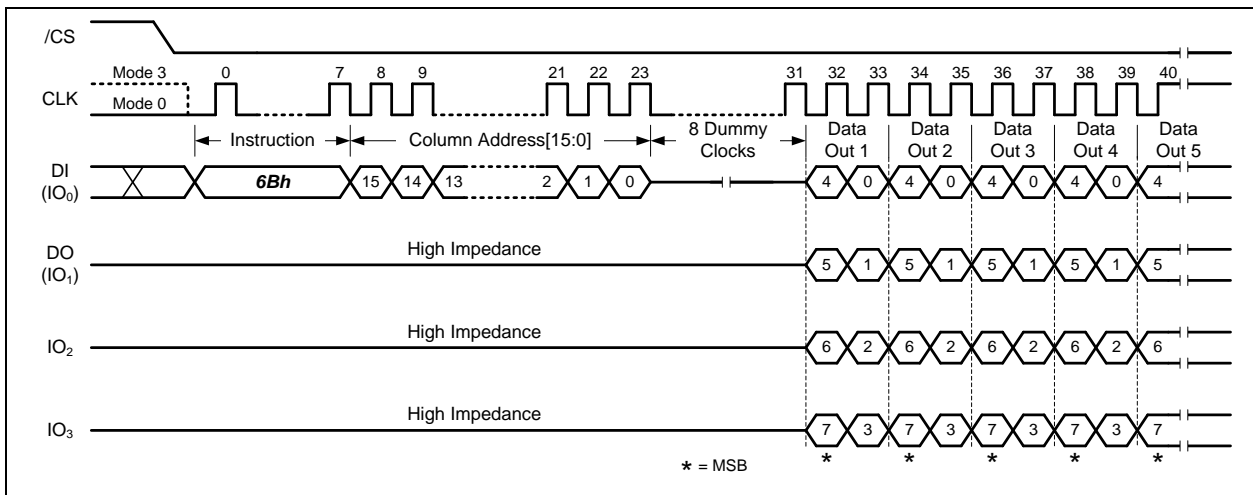 /CS
Mode 3 0 7 8 9 21 22 23 31 32 33 34 35 36 37 38 39 40
CLK
Mode 0
Instruction Column Address[15:0] 8 Dummy Clocks Data Out 1 Data Out 2 Data Out 3 Data Out 4 Data Out 5
DI (IO₀) 6Bh 15 14 13 2 1 0 4 0 4 0 4 0 4 0 4
High Impedance
DO (IO₁) 5 1 5 1 5 1 5 1 5
High Impedance
IO₂ 6 2 6 2 6 2 6 2 6
High Impedance
IO₃ 7 3 7 3 7 3 7 3 7
* = MSB * * * * *